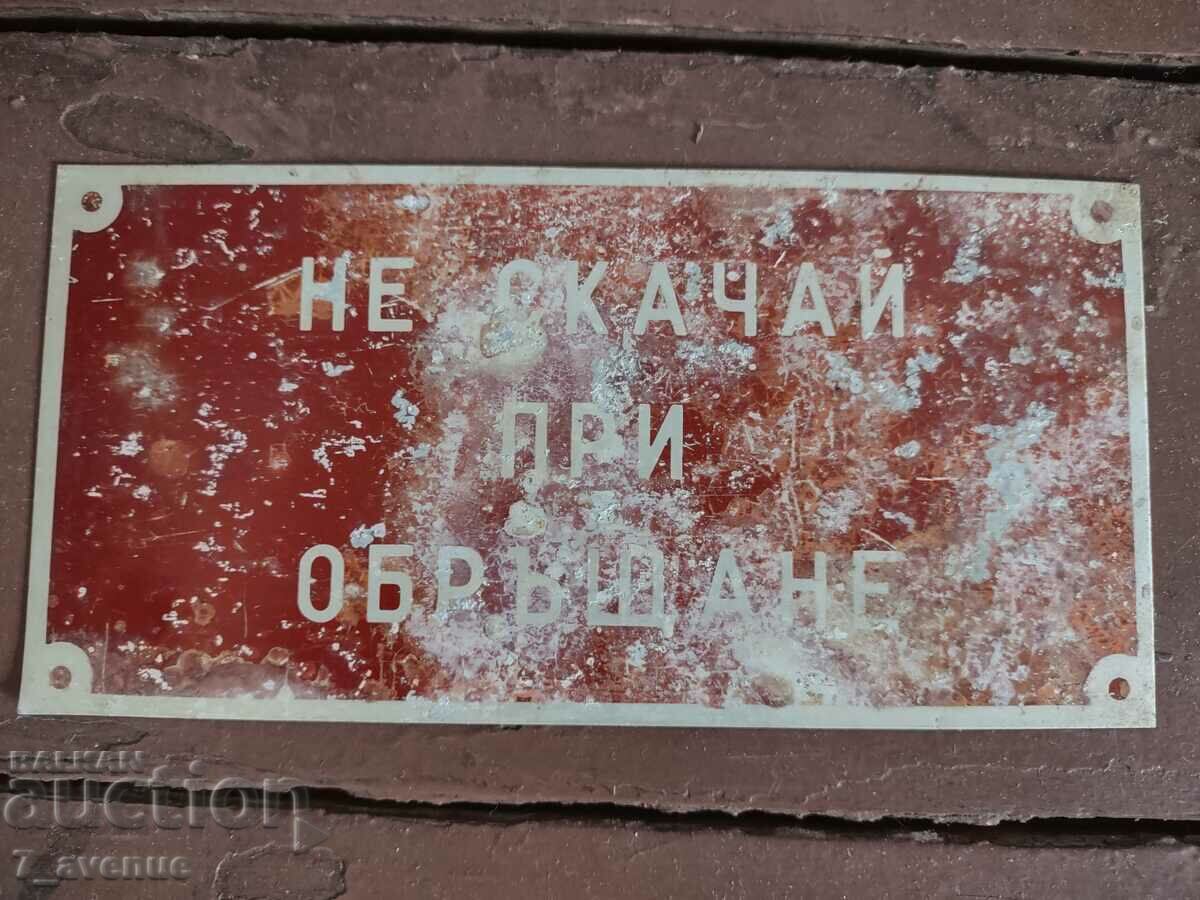 НЕ СКАЧАЙ
ПРИ
ОБРЪЩАНЕ
BALKAN
auction
7_avenue